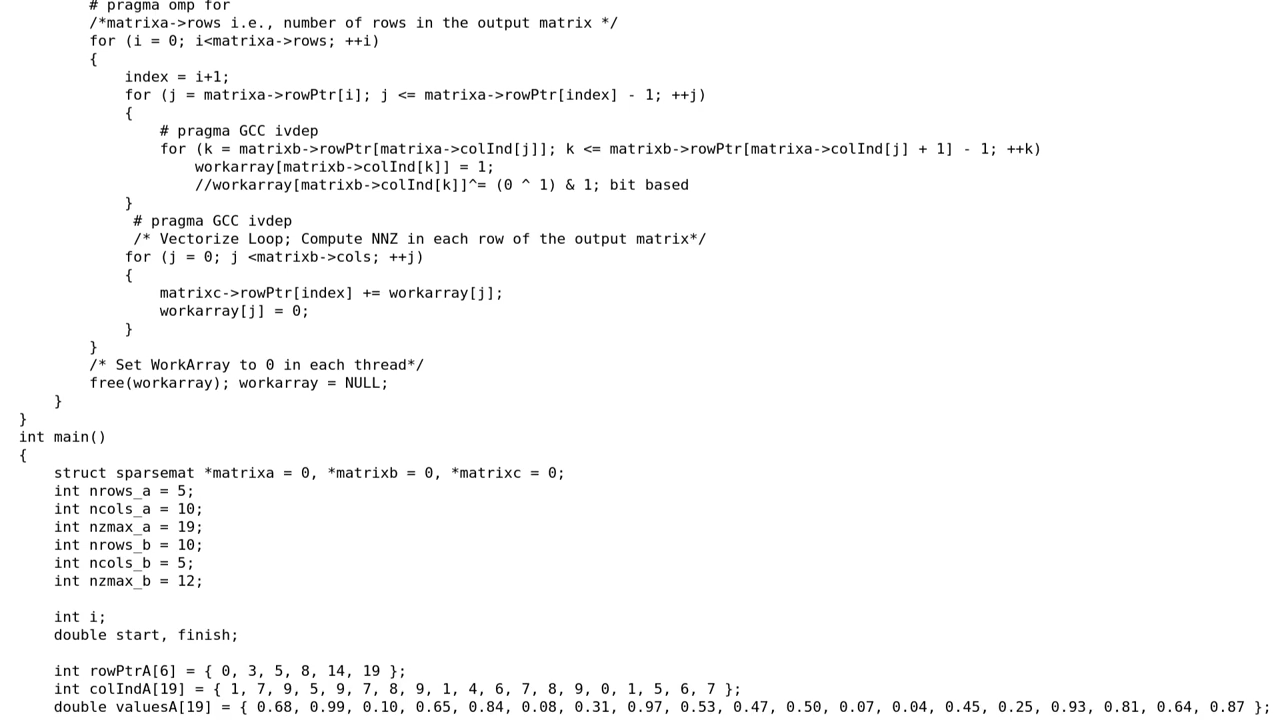 # pragma omp for
/*matrixa->rows i.e., number of rows in the output matrix */
for (i = 0; i<matrixa->rows; ++i)
{
index = i+1;
for (j = matrixa->rowPtr[i]; j <= matrixa->rowPtr[index] - 1; ++j)
{
# pragma GCC ivdep
for (k = matrixb->rowPtr[matrixa->colInd[j]]; k <= matrixb->rowPtr[matrixa->colInd[j] + 1] - 1; ++k)
workarray[matrixb->colInd[k]] = 1;
//workarray[matrixb->colInd[k]]^= (0 ^ 1) & 1; bit based
}
# pragma GCC ivdep
/* Vectorize Loop; Compute NNZ in each row of the output matrix*/
for (j = 0; j <matrixb->cols; ++j)
{
matrixc->rowPtr[index] += workarray[j];
workarray[j] = 0;
}
}
/* Set WorkArray to 0 in each thread*/
free(workarray); workarray = NULL;
}
}
int main()
{
struct sparsemat *matrixa = 0, *matrixb = 0, *matrixc = 0;
int nrows_a = 5;
int ncols_a = 10;
int nzmax_a = 19;
int nrows_b = 10;
int ncols_b = 5;
int nzmax_b = 12;
int i;
double start, finish;
int rowPtrA[6] = { 0, 3, 5, 8, 14, 19 };
int colIndA[19] = { 1, 7, 9, 5, 9, 7, 8, 9, 1, 4, 6, 7, 8, 9, 0, 1, 5, 6, 7 };
double valuesA[19] = { 0.68, 0.99, 0.10, 0.65, 0.84, 0.08, 0.31, 0.97, 0.53, 0.47, 0.50, 0.07, 0.04, 0.45, 0.25, 0.93, 0.81, 0.64, 0.87 };